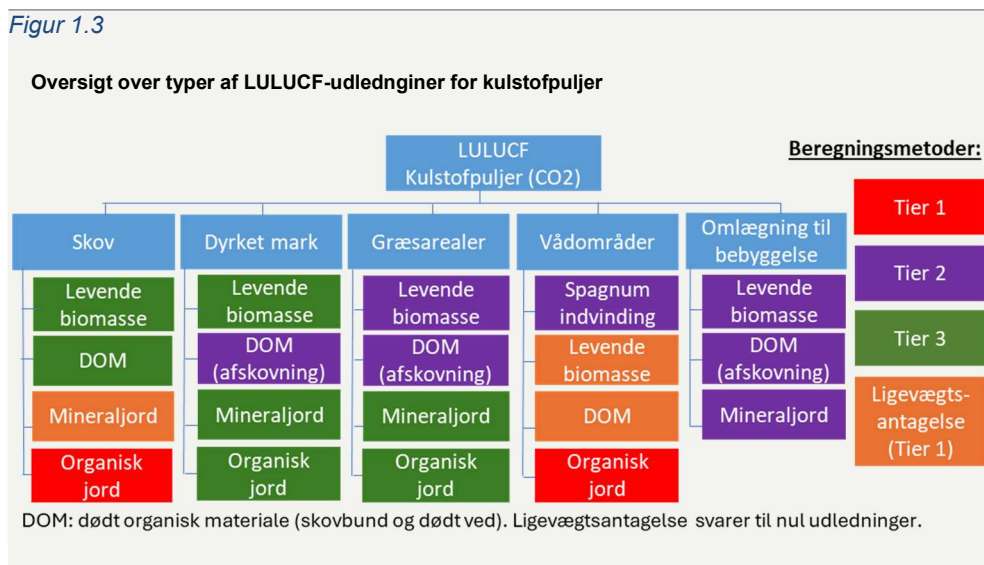 Figur 1.3
Oversigt over typer af LULUCF-udlednginer for kulstofpuljer
LULUCF
Kulstofpuljer (CO2)
Beregningsmetoder:
Skov
Levende
biomasse
DOM
Mineraljord
Organisk
jord
Dyrket mark
Levende
biomasse
DOM
(afskovning)
Mineraljord
Organisk
jord
Græsarealer
Levende
biomasse
DOM
(afskovning)
Mineraljord
Organisk
jord
Vådområder
Spagnum
indvinding
Levende
biomasse
DOM
Organisk
jord
Omlægning til
bebyggelse
Levende
biomasse
DOM
(afskovning)
Mineraljord
Tier 1
Tier 2
Tier 3
Ligevægts-
antagelse
(Tier 1)
DOM: dødt organisk materiale (skovbund og dødt ved). Ligevægtsantagelse svarer til nul udledninger.